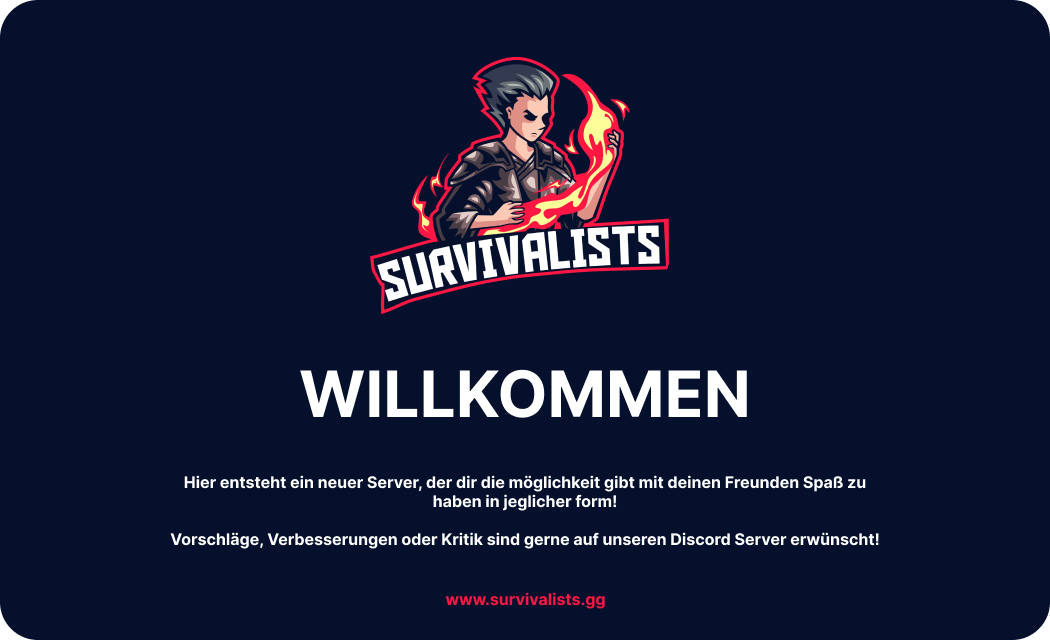 SURVIVALISTS
WILLKOMMEN
Hier entsteht ein neuer Server, der dir die möglichkeit gibt mit deinen Freunden Spaß zu
haben in jeglicher form!
Vorschläge, Verbesserungen oder Kritik sind gerne auf unseren Discord Server erwünscht!
www.survivalists.gg